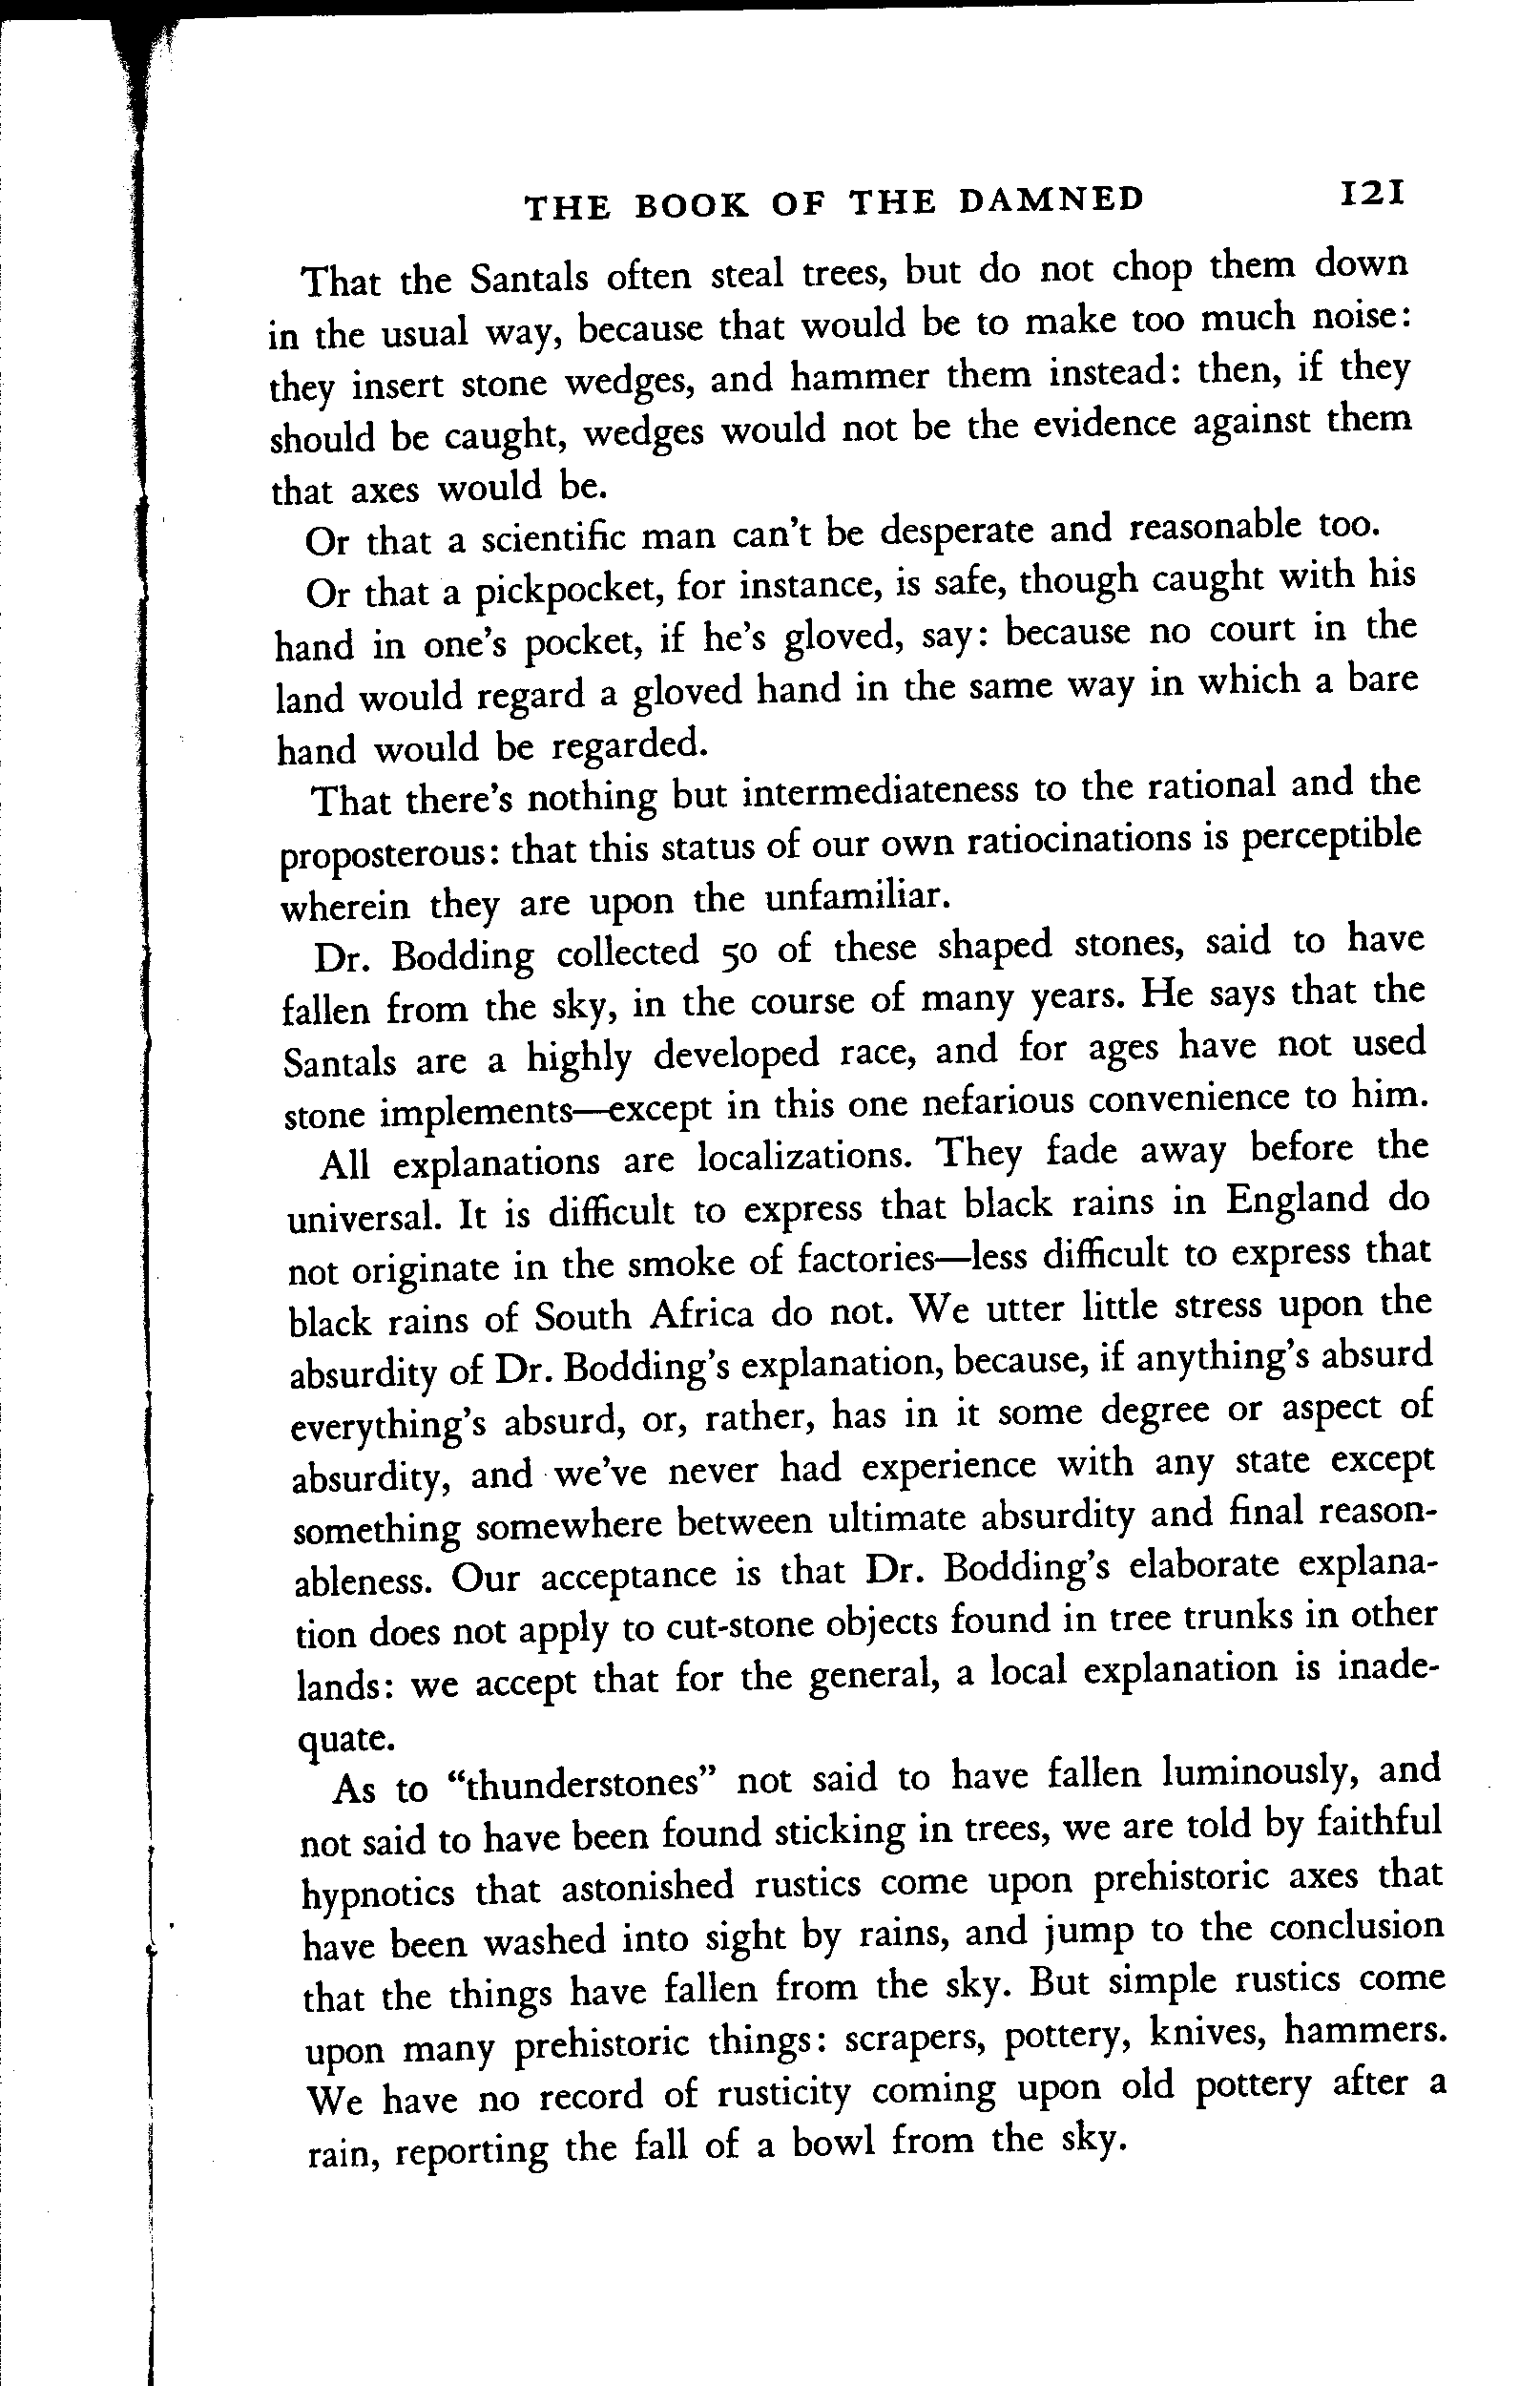 THE BOOK OF THE DAMNED 121
That the Santals often steal trees, but do not chop them down
in the usual way, because that would be to make too much noise:
they insert stone wedges, and hammer them instead: then, if they
should be caught, wedges would not be the evidence against them
that axes would be.
Or that a scientific man can't be desperate and reasonable too.
Or that a pickpocket, for instance, is safe, though caught with his
hand in one's pocket, if he's gloved, say: because no court in the
land would regard a gloved hand in the same way in which a bare
hand would be regarded.
That there's nothing but intermediateness to the rational and the
proposterous: that this status of our own ratiocinations is perceptible
wherein they are upon the unfamiliar.
Dr. Bodding collected 50 of these shaped stones, said to have
fallen from the sky, in the course of many years. He says that the
Santals are a highly developed race, and for ages have not used
stone implements—except in this one nefarious convenience to him.
All explanations are localizations. They fade away before the
universal. It is difficult to express that black rains in England do
not originate in the smoke of factories—less difficult to express that
black rains of South Africa do not. We utter little stress upon the
absurdity of Dr. Bodding's explanation, because, if anything's absurd
everything's absurd, or, rather, has in it some degree or aspect of
absurdity, and we've never had experience with any state except
something somewhere between ultimate absurdity and final reason-
ableness. Our acceptance is that Dr. Bodding's elaborate explana-
tion does not apply to cut-stone objects found in tree trunks in other
lands: we accept that for the general, a local explanation is inade-
quate.
As to "thunderstones" not said to have fallen luminously, and
not said to have been found sticking in trees, we are told by faithful
hypnotics that astonished rustics come upon prehistoric axes that
have been washed into sight by rains, and jump to the conclusion
that the things have fallen from the sky. But simple rustics come
upon many prehistoric things: scrapers, pottery, knives, hammers.
We have no record of rusticity coming upon old pottery after a
rain, reporting the fall of a bowl from the sky.